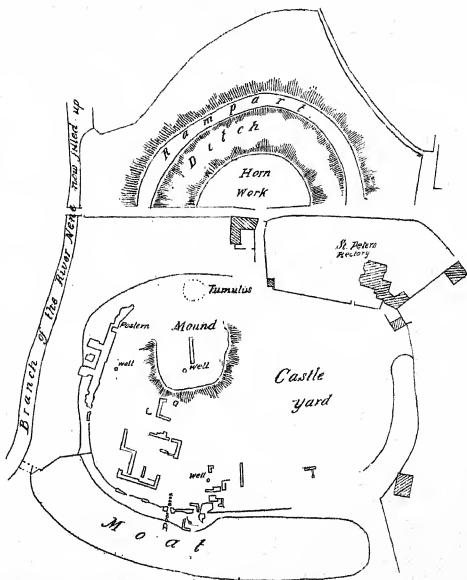 Rampart
Ditch
Horn
Work
Branch of the River Nene now filled up
St. Peters
Rectory
Tumulus
Postern
Mound
well
well
Castle
yard
well
Moat